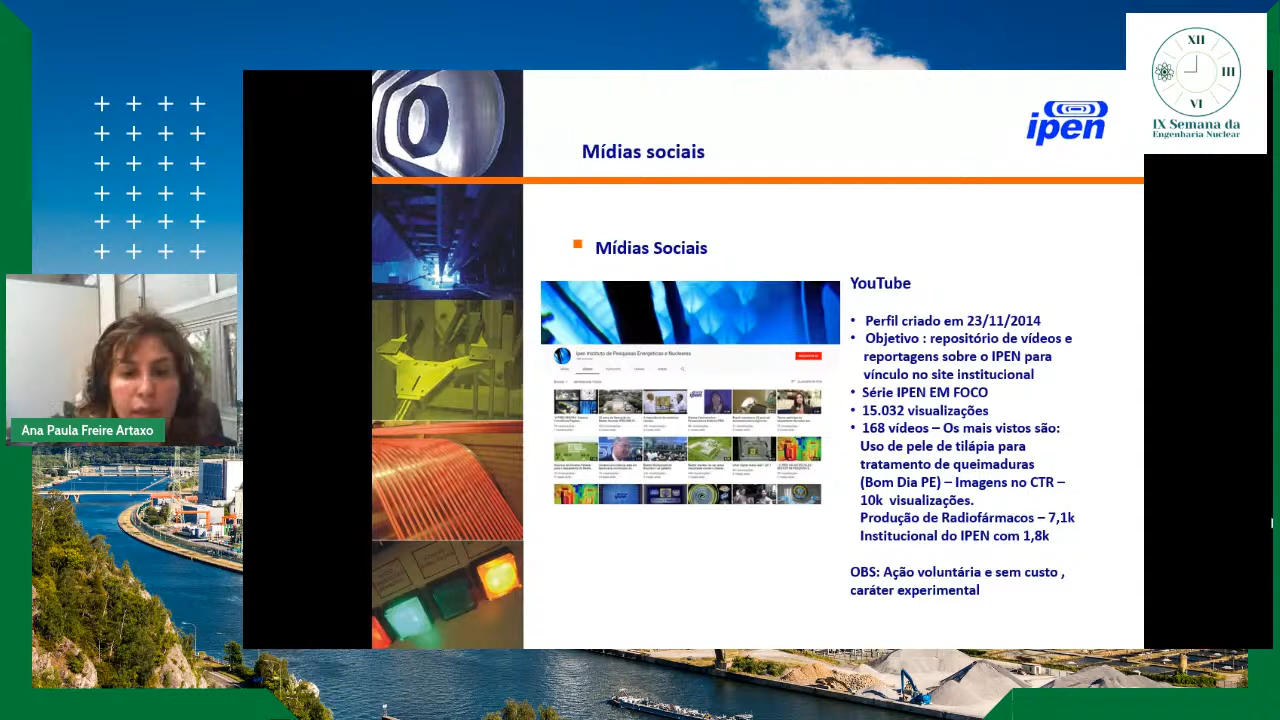 XII
III
VI
IX Semana da
Engenharia Nuclear
ipen
Mídias sociais
Mídias Sociais
Ipen Instituto de Pesquisas Energéticas e Nucleares
YouTube
• Perfil criado em 23/11/2014
• Objetivo : repositório de vídeos e
reportagens sobre o IPEN para
vínculo no site institucional
• Série IPEN EM FOCO
• 15.032 visualizações
• 168 vídeos – Os mais vistos são:
Uso de pele de tilápia para
tratamento de queimaduras
(Bom Dia PE) – Imagens no CTR –
10k visualizações.
Produção de Radiofármacos – 7,1k
Institucional do IPEN com 1,8k
OBS: Ação voluntária e sem custo ,
caráter experimental
Ana Paula Freire Artaxo